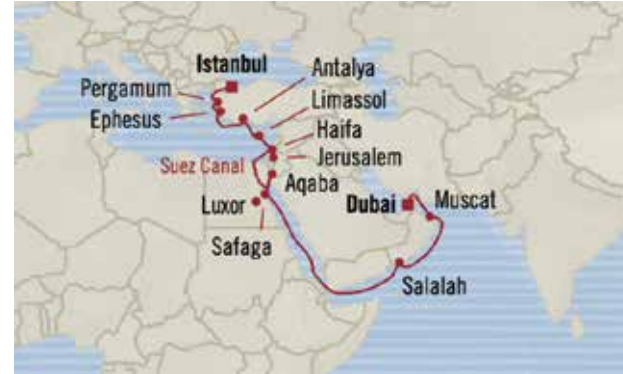 Istanbul
Antalya
Pergamum
Limassol
Ephesus
Haifa
Jerusalem
Suez Canal
Aqaba
Luxor
Dubai
Muscat
Safaga
Salalah